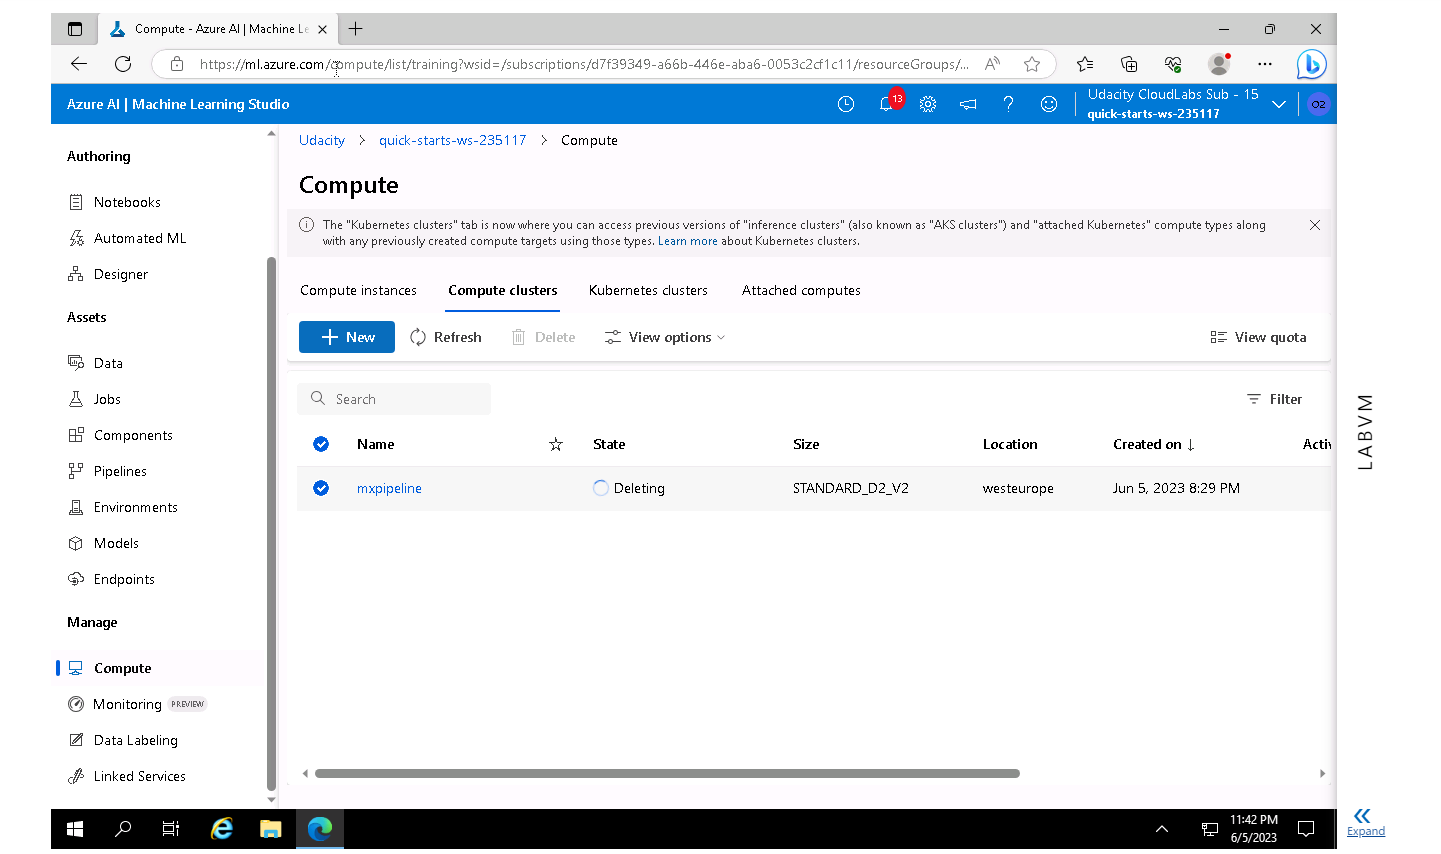 Compute - Azure AI | Machine Le
https://ml.azure.com/compute/list/training?wsid=/subscriptions/d7f39349-a66b-446e-aba6-0053c2cf1c11/resourceGroups/...
Azure AI | Machine Learning Studio
13
Udacity CloudLabs Sub - 15
quick-starts-ws-235117
O2
Authoring
Notebooks
Automated ML
Designer
Assets
Data
Jobs
Components
Pipelines
Environments
Models
Endpoints
Manage
Compute
Monitoring PREVIEW
Data Labeling
Linked Services
Udacity > quick-starts-ws-235117 > Compute
Compute
The "Kubernetes clusters" tab is now where you can access previous versions of "inference clusters" (also known as "AKS clusters") and "attached Kubernetes" compute types along
with any previously created compute targets using those types. Learn more about Kubernetes clusters.
Compute instances Compute clusters Kubernetes clusters Attached computes
New Refresh Delete View options View quota
Search Filter
Name State Size Location Created on ↓ Activ
mxpipeline Deleting STANDARD_D2_V2 westeurope Jun 5, 2023 8:29 PM
11:42 PM
6/5/2023
LABVM
Expand